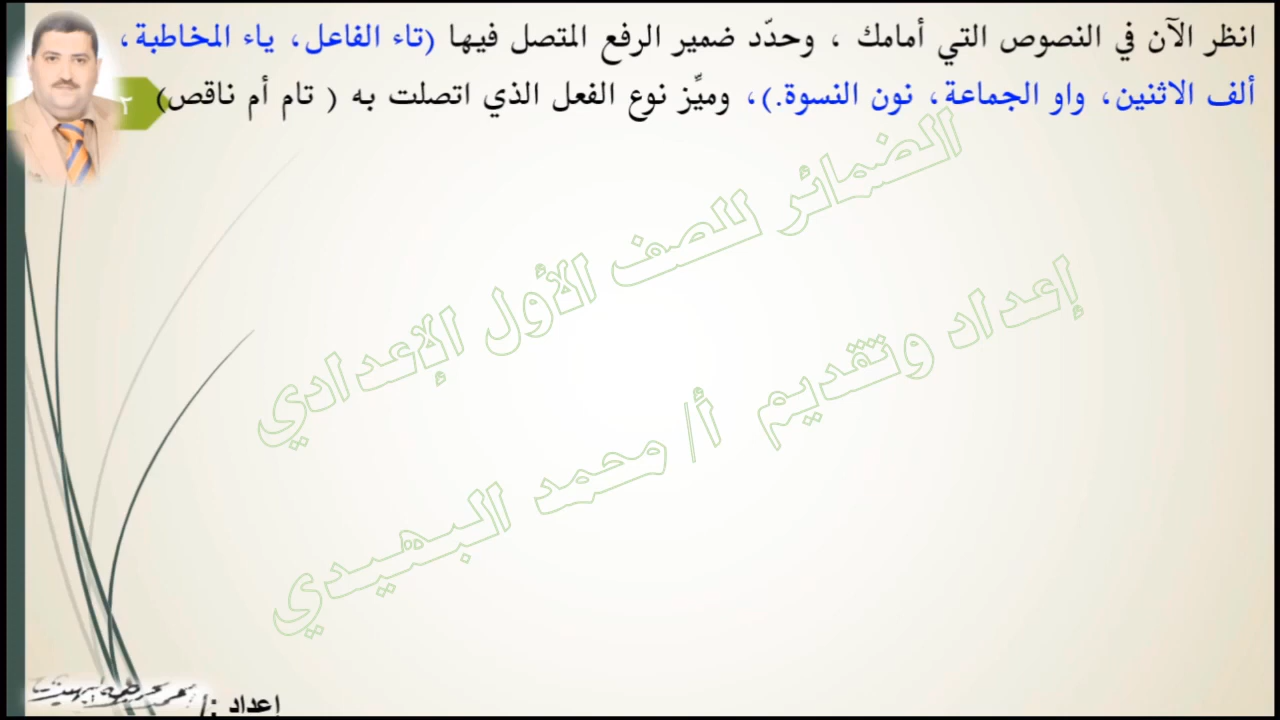 انظر الآن في النصوص التي أمامك ، وحدّد ضمير الرفع المتصل فيها (تاء الفاعل، ياء المخاطبة،
ألف الاثنين، واو الجماعة، نون النسوة.)، وميِّز نوع الفعل الذي اتصلت به ( تام أم ناقص)
٢
الضمائر للصف الأول الإعدادي
إعداد وتقديم أ/ محمد البهيدي
إعداد :/